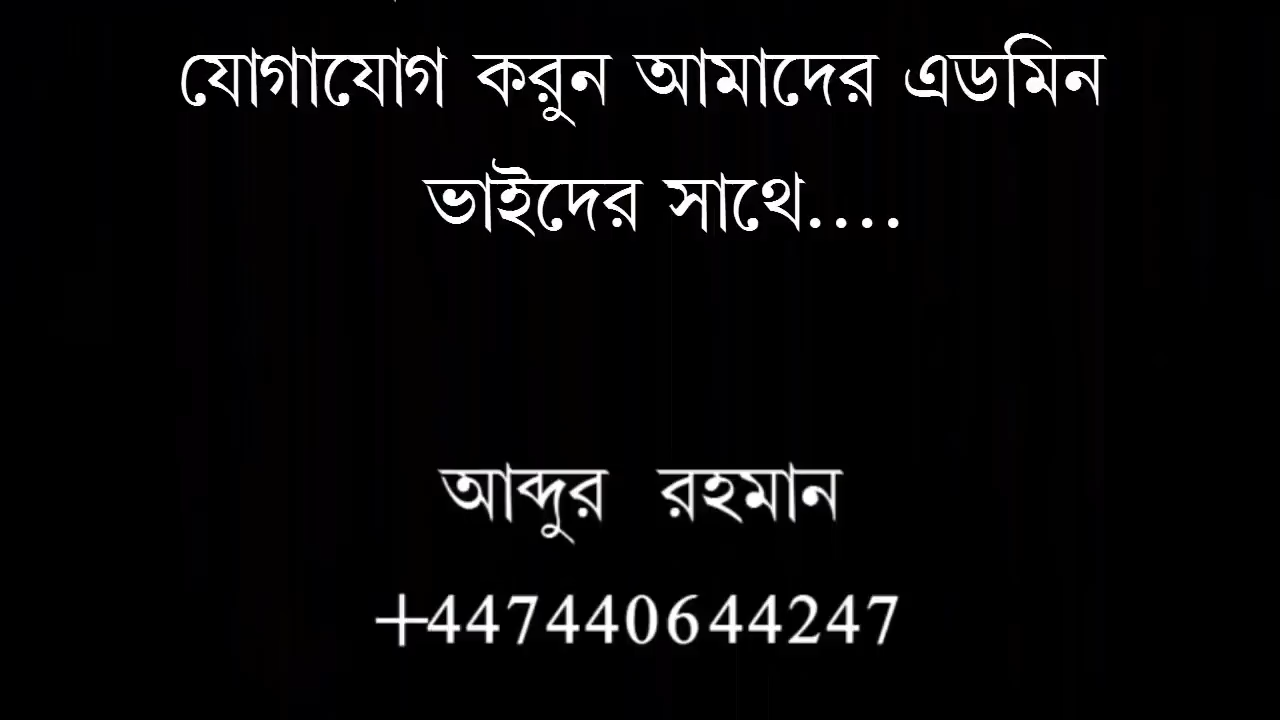 যোগাযোগ করুন আমাদের এডমিন
ভাইদের সাথে....
আব্দুর রহমান
+447440644247